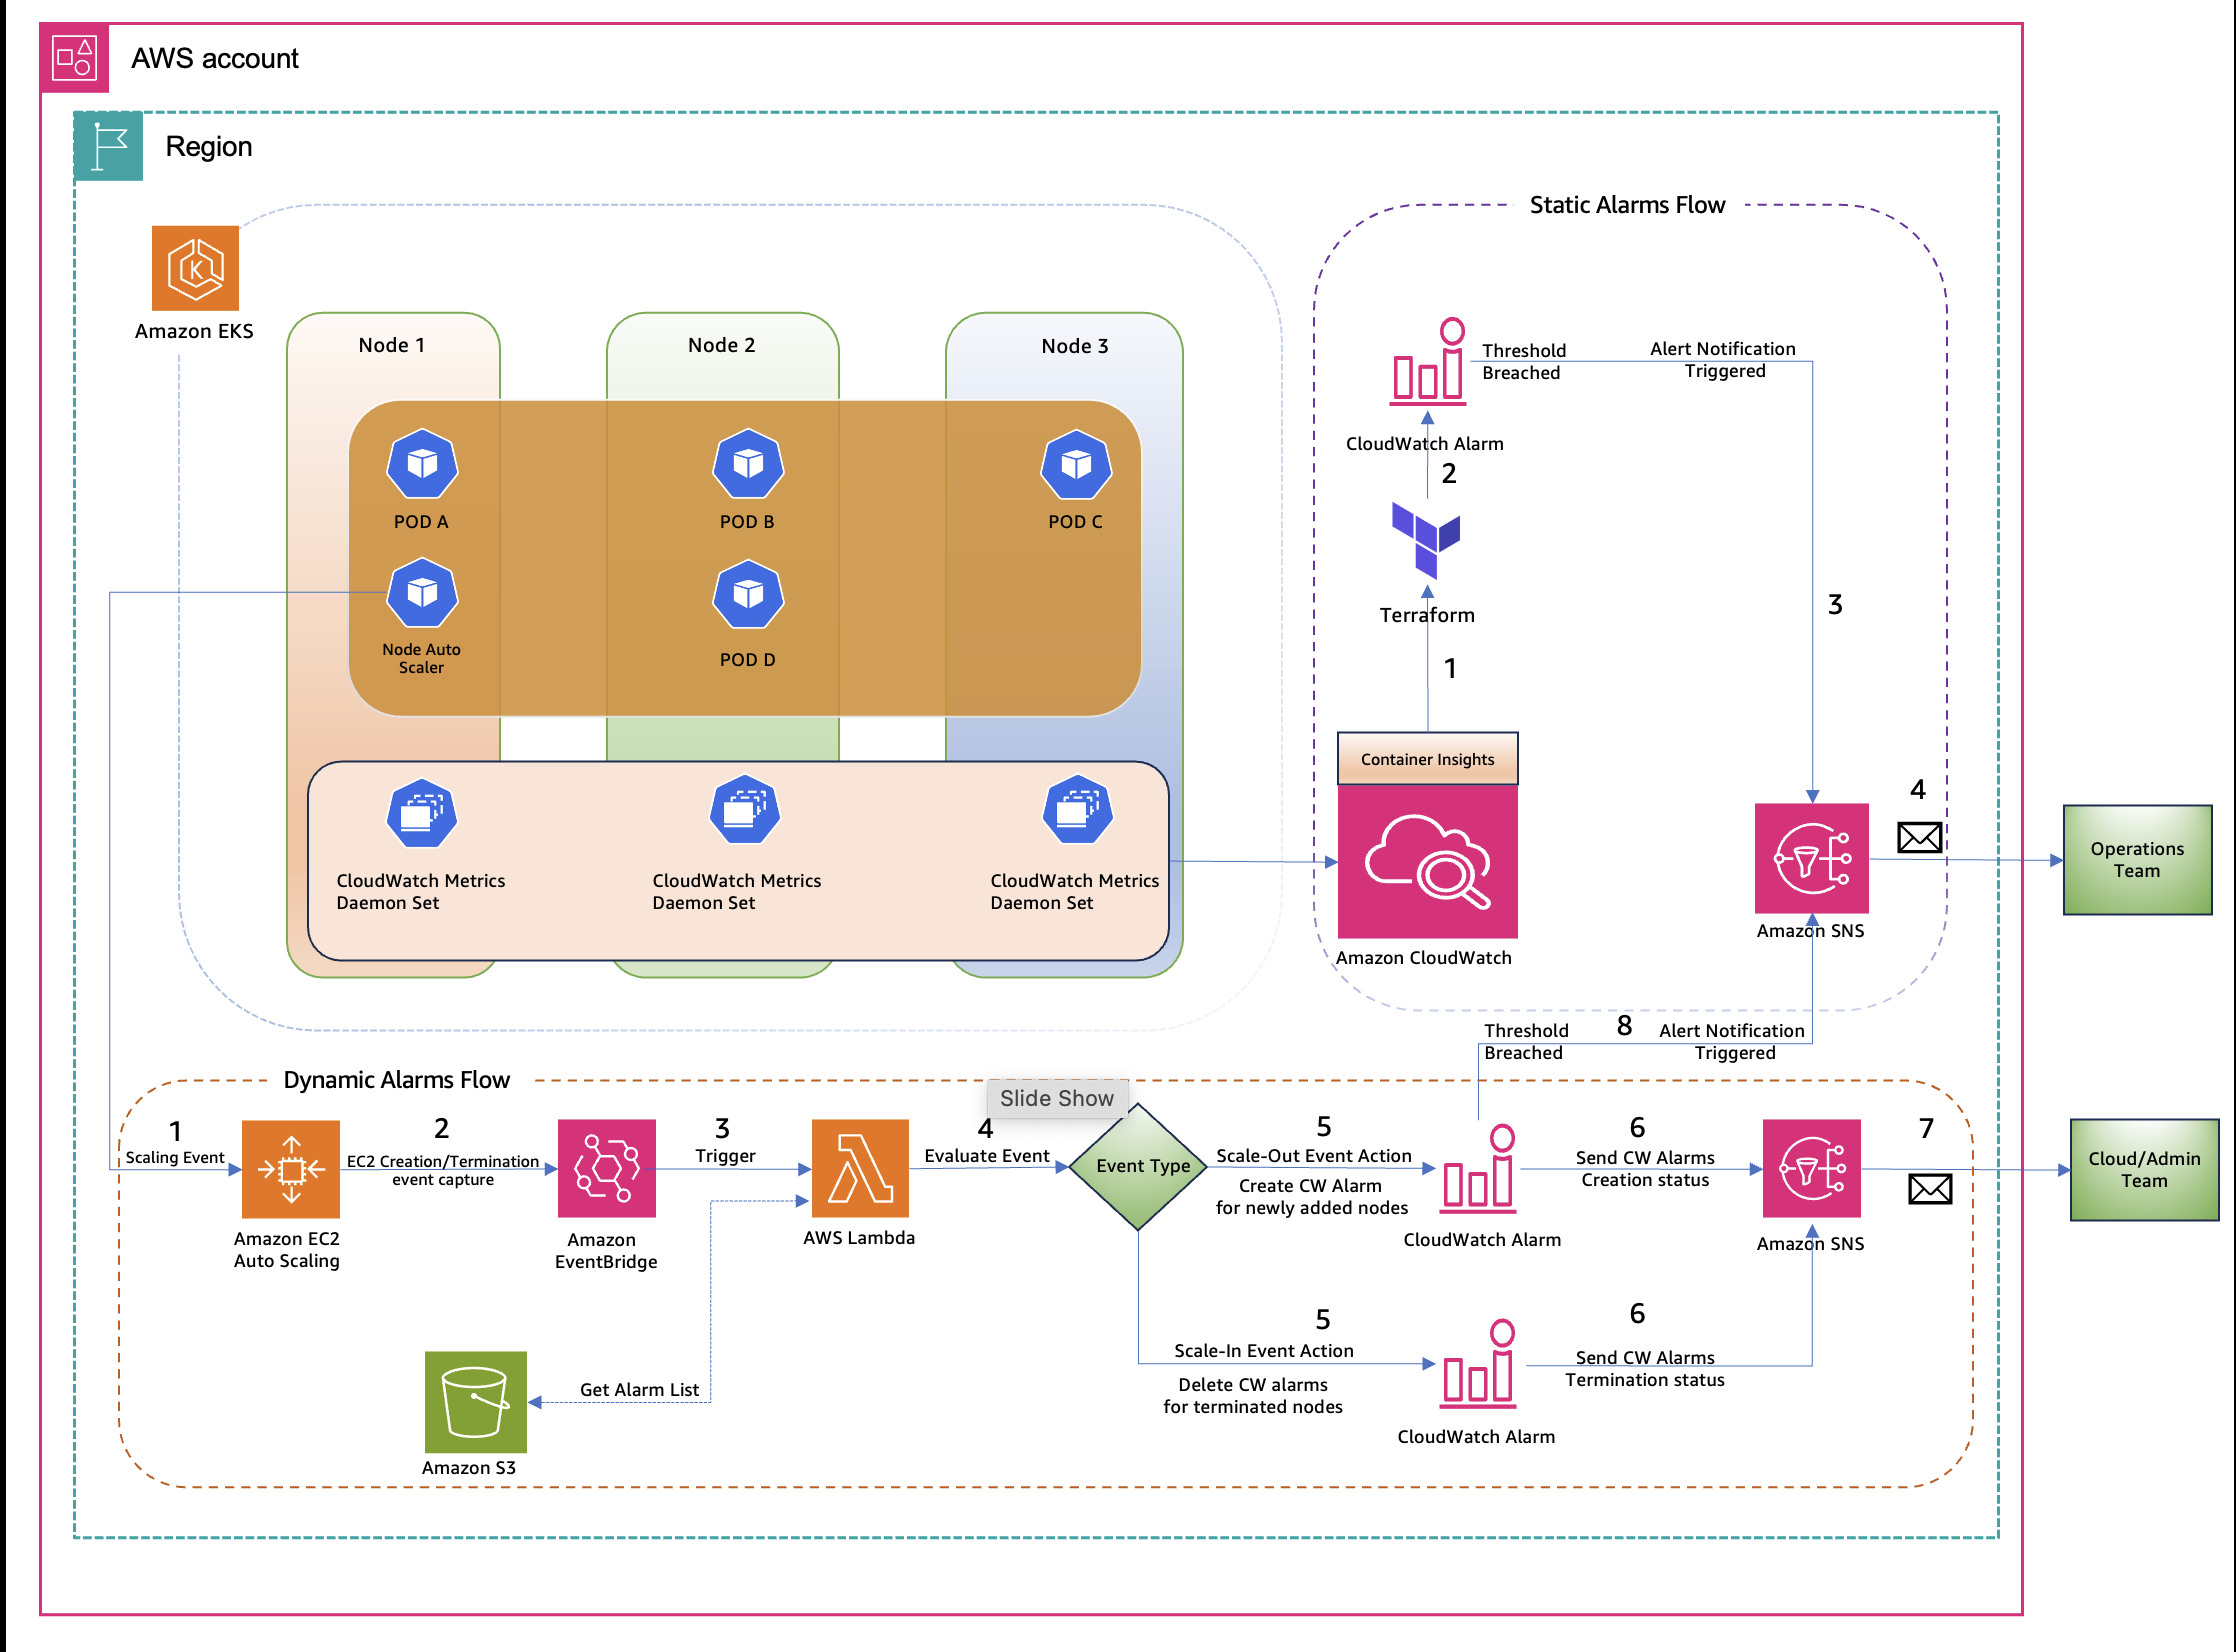 AWS account
Region
Amazon EKS
Node 1
Node 2
Node 3
POD A
POD B
POD C
Node Auto
Scaler
POD D
CloudWatch Metrics
Daemon Set
CloudWatch Metrics
Daemon Set
CloudWatch Metrics
Daemon Set
Static Alarms Flow
Threshold
Breached
Alert Notification
Triggered
CloudWatch Alarm
2
Terraform
1
3
Container Insights
Amazon CloudWatch
4
Amazon SNS
Operations
Team
Threshold
Breached
8
Alert Notification
Triggered
Dynamic Alarms Flow
Slide Show
1
Scaling Event
Amazon EC2
Auto Scaling
2
EC2 Creation/Termination
event capture
Amazon
EventBridge
3
Trigger
AWS Lambda
4
Evaluate Event
Event Type
5
Scale-Out Event Action
Create CW Alarm
for newly added nodes
CloudWatch Alarm
6
Send CW Alarms
Creation status
Amazon SNS
7
Cloud/Admin
Team
Get Alarm List
Amazon S3
5
Scale-In Event Action
Delete CW alarms
for terminated nodes
CloudWatch Alarm
6
Send CW Alarms
Termination status